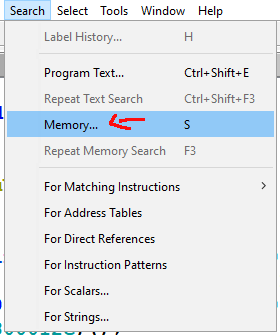 Search Select Tools Window Help
Label History... H
Program Text... Ctrl+Shift+E
Repeat Text Search Ctrl+Shift+F3
Memory... S
Repeat Memory Search F3
For Matching Instructions
For Address Tables
For Direct References
For Instruction Patterns
For Scalars...
For Strings...